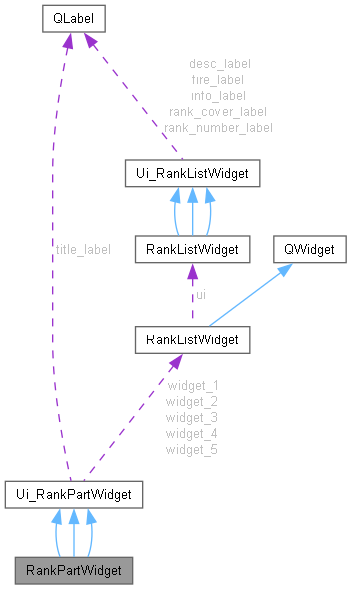 QLabel
desc_label
fire_label
info_label
rank_cover_label
rank_number_label
Ui_RankListWidget
title_label
RankListWidget
QWidget
ui
RankListWidget
widget_1
widget_2
widget_3
widget_4
widget_5
Ui_RankPartWidget
RankPartWidget